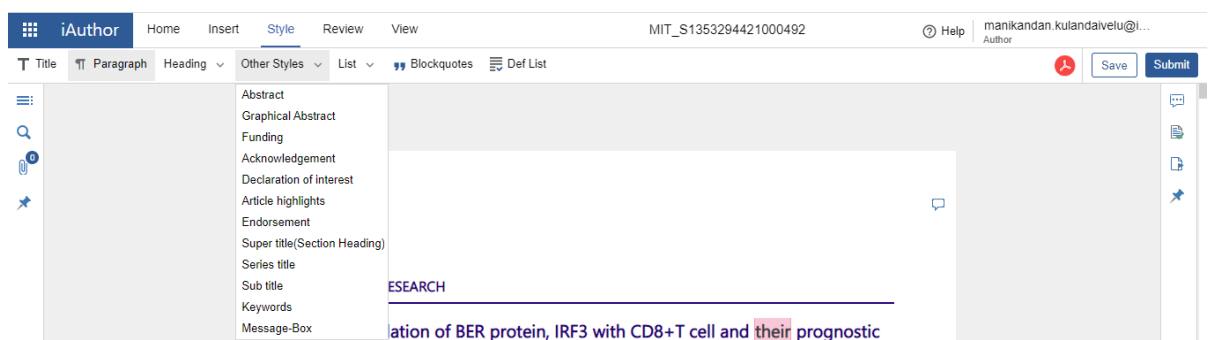 iAuthor Home Insert Style Review View MIT_S1353294421000492 Help manikandan.kulandaivelu@i...
Author
Title Paragraph Heading Other Styles List Blockquotes Def List Save Submit
0
Abstract
Graphical Abstract
Funding
Acknowledgement
Declaration of interest
Article highlights
Endorsement
Super title(Section Heading)
Series title
Sub title
ESEARCH
Keywords
Message-Box
lation of BER protein, IRF3 with CD8+T cell and their prognostic